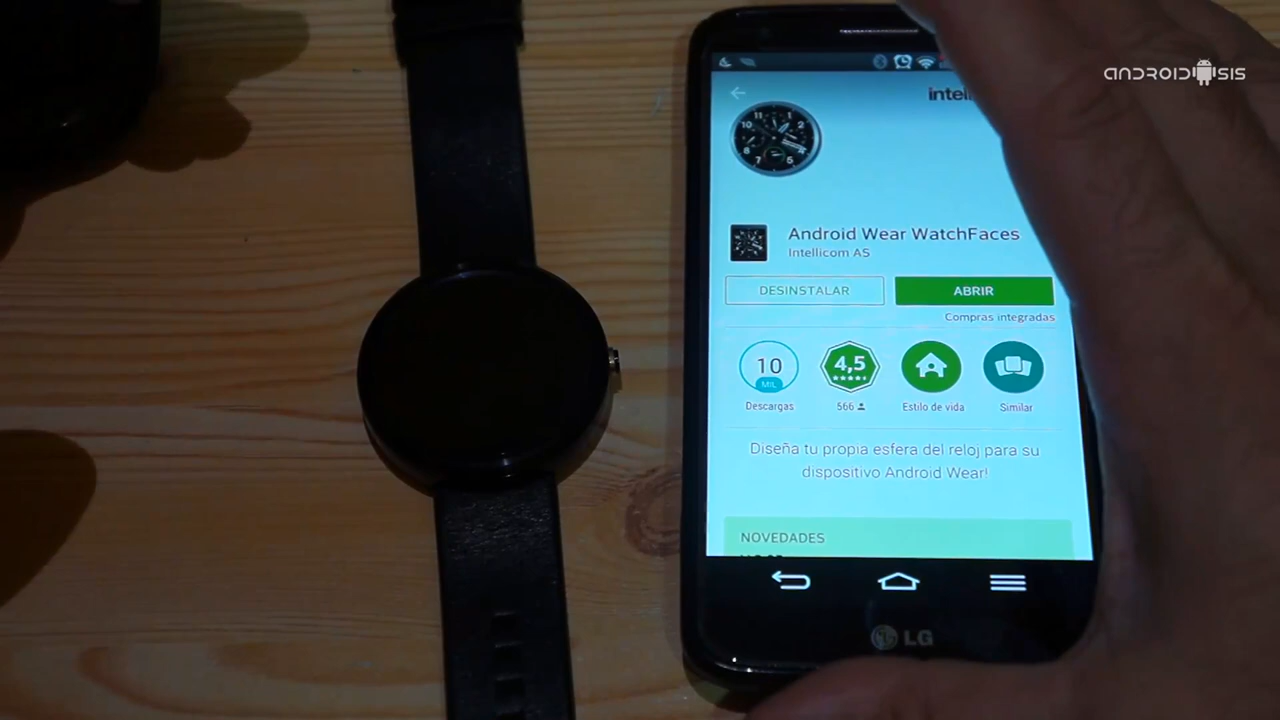 ANDROIDSIS
intelli
Android Wear WatchFaces
Intellicom AS
DESINSTALAR
ABRIR
Compras integradas
10
MIL
4,5
Descargas
566
Estilo de vida
Similar
Diseña tu propia esfera del reloj para su
dispositivo Android Wear!
NOVEDADES
LG